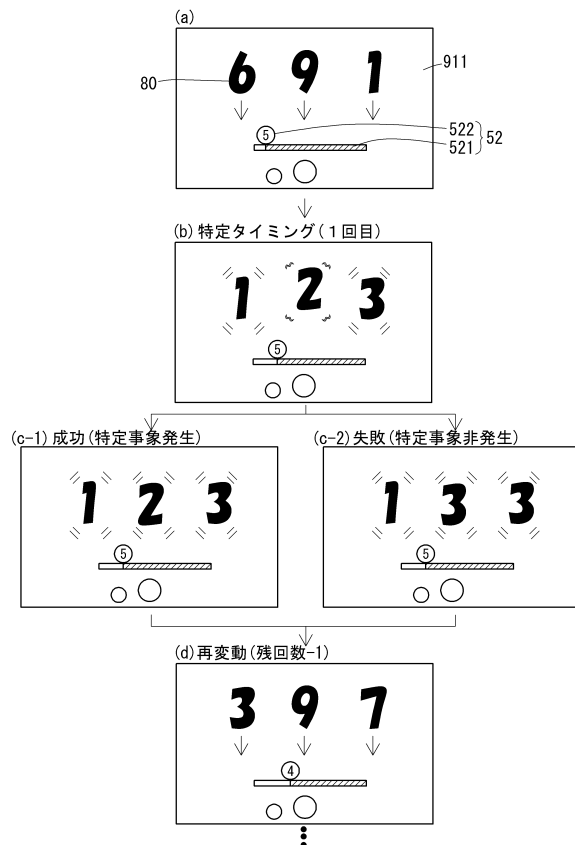 (a)
6 9 1
80
911
⑤
522
521
52
(b) 特定タイミング(1回目)
1 2 3
⑤
(c-1) 成功(特定事象発生)
1 2 3
⑤
(c-2) 失敗(特定事象非発生)
1 3 3
⑤
(d) 再変動(残回数-1)
3 9 7
④